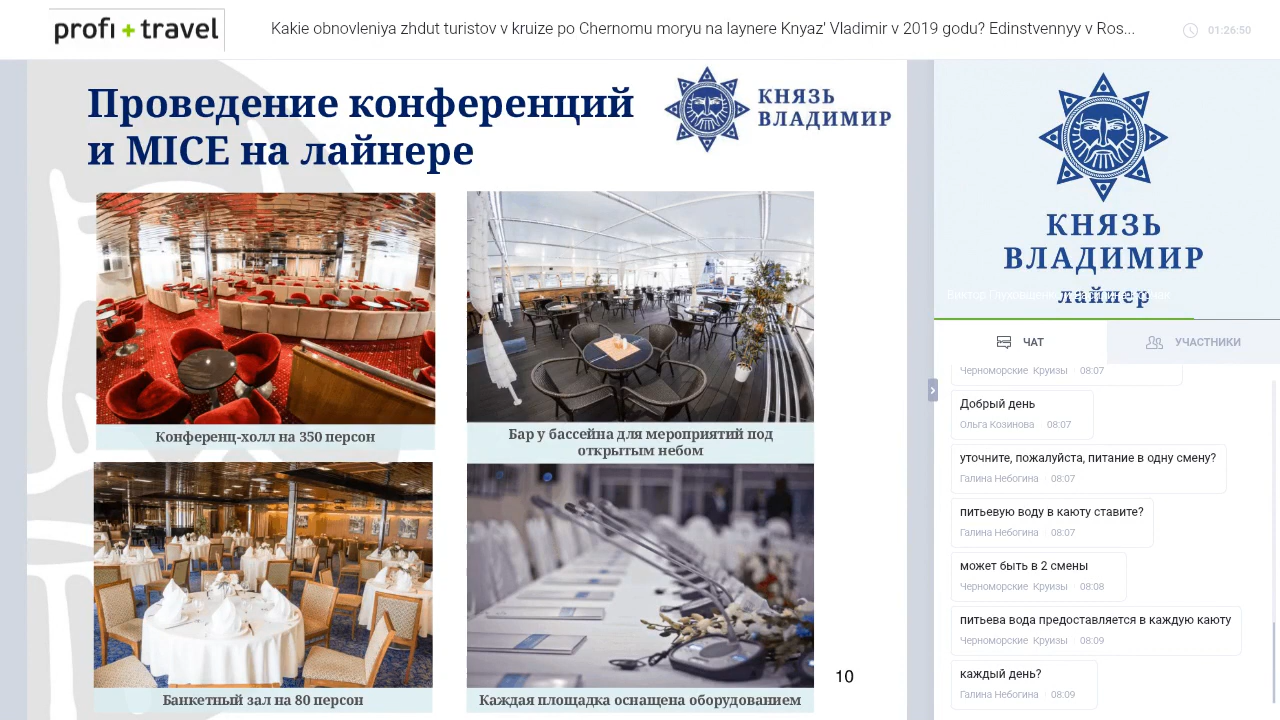 profi + travel
Kakie obnovleniya zhdut turistov v kruize po Chernomu moryu na laynere Knyaz' Vladimir v 2019 godu? Edinstvennyy v Ros...
01:26:50
Проведение конференций
и MICE на лайнере
КНЯЗЬ
ВЛАДИМИР
Конференц-холл на 350 персон
Бар у бассейна для мероприятий под
открытым небом
Банкетный зал на 80 персон
Каждая площадка оснащена оборудованием
10
КНЯЗЬ
ВЛАДИМИР
лайнер
ЧАТ
УЧАСТНИКИ
Черноморские Круизы 08:07
Добрый день
Ольга Козинова 08:07
уточните, пожалуйста, питание в одну смену?
Галина Небогина 08:07
питьевую воду в каюту ставите?
Галина Небогина 08:07
может быть в 2 смены
Черноморские Круизы 08:08
питьева вода предоставляется в каждую каюту
Черноморские Круизы 08:09
каждый день?
Галина Небогина 08:09